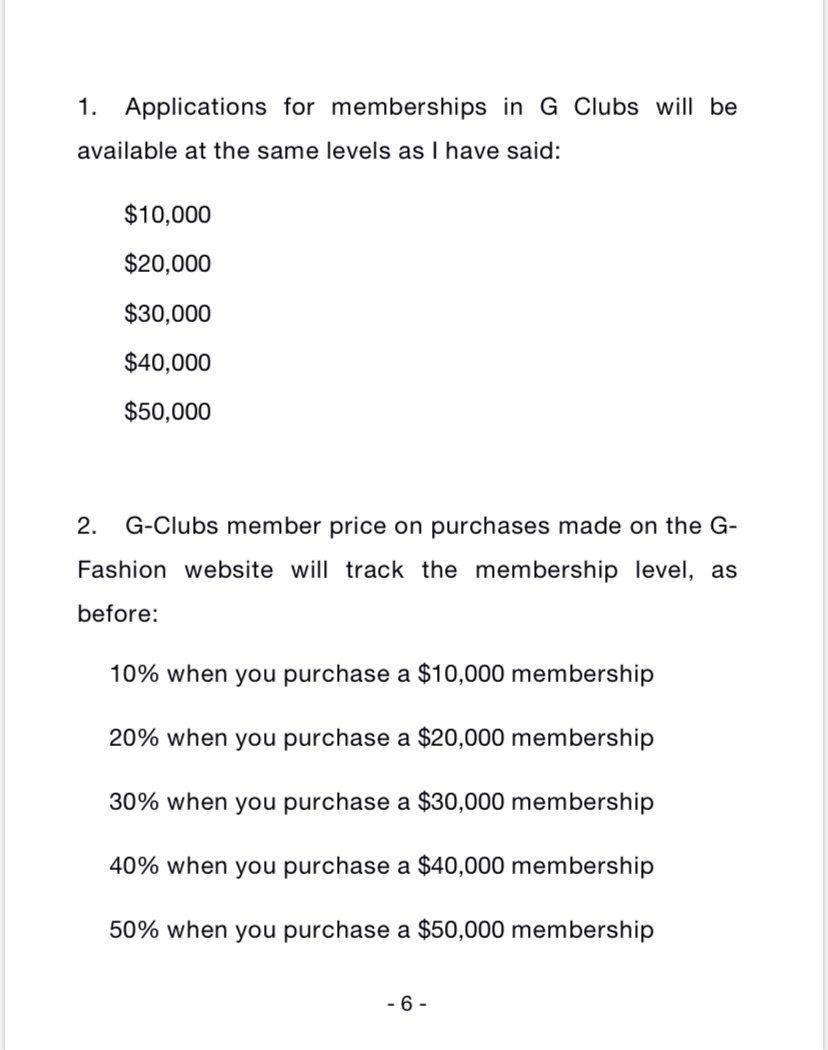 1. Applications for memberships in G Clubs will be
available at the same levels as I have said:
$10,000
$20,000
$30,000
$40,000
$50,000
2. G-Clubs member price on purchases made on the G-
Fashion website will track the membership level, as
before:
10% when you purchase a $10,000 membership
20% when you purchase a $20,000 membership
30% when you purchase a $30,000 membership
40% when you purchase a $40,000 membership
50% when you purchase a $50,000 membership
- 6 -